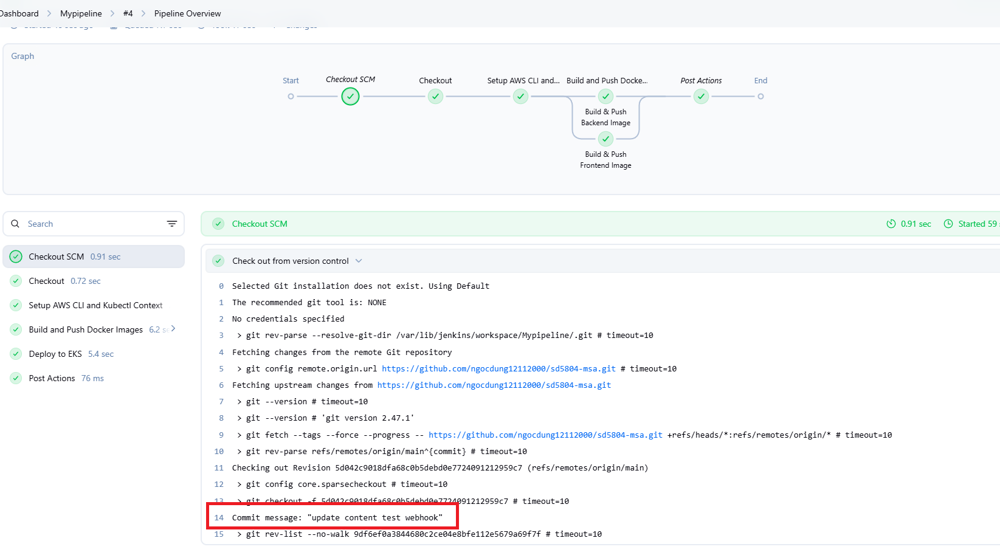 Dashboard > Mypipeline > #4 > Pipeline Overview
Graph
Start
Checkout SCM
Checkout
Setup AWS CLI and...
Build and Push Docke...
Post Actions
End
Build & Push
Backend Image
Build & Push
Frontend Image
Search
Checkout SCM 0.91 sec
Checkout 0.72 sec
Setup AWS CLI and Kubectl Context
Build and Push Docker Images 6.2 se
Deploy to EKS 5.4 sec
Post Actions 76 ms
Checkout SCM 0.91 sec Started 59
Check out from version control
0 Selected Git installation does not exist. Using Default
1 The recommended git tool is: NONE
2 No credentials specified
3 > git rev-parse --resolve-git-dir /var/lib/jenkins/workspace/Mypipeline/.git # timeout=10
4 Fetching changes from the remote Git repository
5 > git config remote.origin.url https://github.com/ngocdung12112000/sd5804-msa.git # timeout=10
6 Fetching upstream changes from https://github.com/ngocdung12112000/sd5804-msa.git
7 > git --version # timeout=10
8 > git --version # 'git version 2.47.1'
9 > git fetch --tags --force --progress -- https://github.com/ngocdung12112000/sd5804-msa.git +refs/heads/*:refs/remotes/origin/* # timeout=10
10 > git rev-parse refs/remotes/origin/main^{commit} # timeout=10
11 Checking out Revision 5d042c9018dfa68c0b5debd0e7724091212959c7 (refs/remotes/origin/main)
12 > git config core.sparsecheckout # timeout=10
13 > git checkout -f 5d042c9018dfa68c0b5debd0e7724091212959c7 # timeout=10
14 Commit message: "update content test webhook"
15 > git rev-list --no-walk 9df6ef0a3844680c2ce04e8bfe112e5679a69f7f # timeout=10